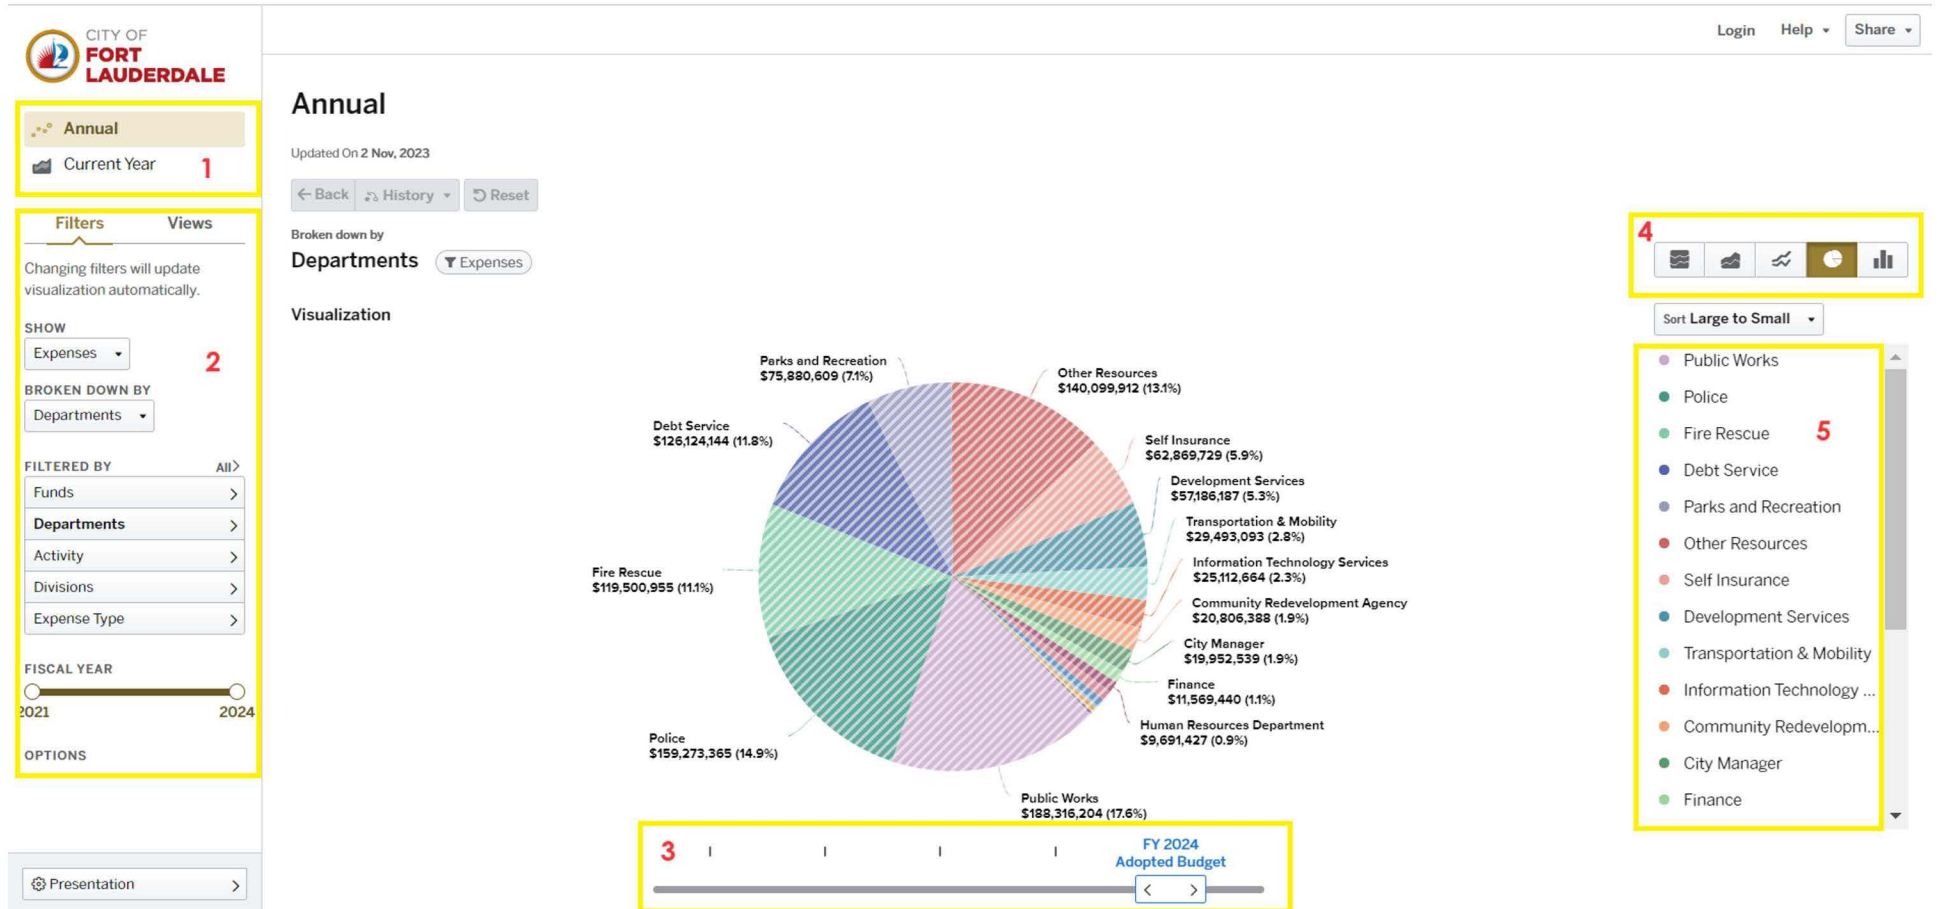 CITY OF
FORT
LAUDERDALE
Login
Help
Share
Annual
Current Year
1
Filters
Views
Changing filters will update
visualization automatically.
SHOW
Expenses
2
BROKEN DOWN BY
Departments
FILTERED BY
All>
Funds
Departments
Activity
Divisions
Expense Type
FISCAL YEAR
2021
2024
OPTIONS
Presentation
Annual
Updated On 2 Nov, 2023
Back
History
Reset
Broken down by
Departments
Expenses
Visualization
Parks and Recreation
$75,880,609 (7.1%)
Other Resources
$140,099,912 (13.1%)
Debt Service
$126,124,144 (11.8%)
Self Insurance
$62,869,729 (5.9%)
Development Services
$57,186,187 (5.3%)
Transportation & Mobility
$29,493,093 (2.8%)
Information Technology Services
$25,112,664 (2.3%)
Fire Rescue
$119,500,955 (11.1%)
Community Redevelopment Agency
$20,806,388 (1.9%)
City Manager
$19,952,539 (1.9%)
Finance
$11,569,440 (1.1%)
Human Resources Department
$9,691,427 (0.9%)
Police
$159,273,365 (14.9%)
Public Works
$188,316,204 (17.6%)
3
FY 2024
Adopted Budget
4
Sort Large to Small
Public Works
Police
Fire Rescue
5
Debt Service
Parks and Recreation
Other Resources
Self Insurance
Development Services
Transportation & Mobility
Information Technology ...
Community Redevelopm...
City Manager
Finance